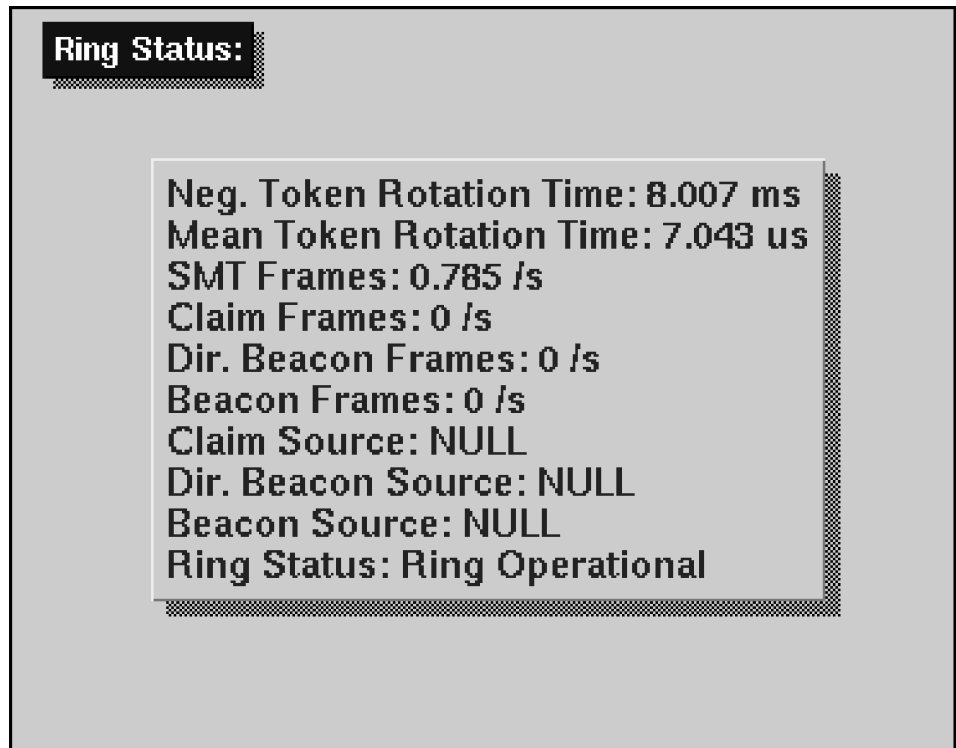 Ring Status:
Neg. Token Rotation Time: 8.007 ms
Mean Token Rotation Time: 7.043 us
SMT Frames: 0.785 /s
Claim Frames: 0 /s
Dir. Beacon Frames: 0 /s
Beacon Frames: 0 /s
Claim Source: NULL
Dir. Beacon Source: NULL
Beacon Source: NULL
Ring Status: Ring Operational